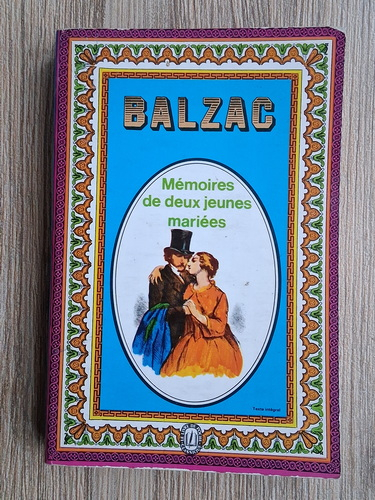 BALZAC
Mémoires
de deux jeunes
mariées
Texte intégral